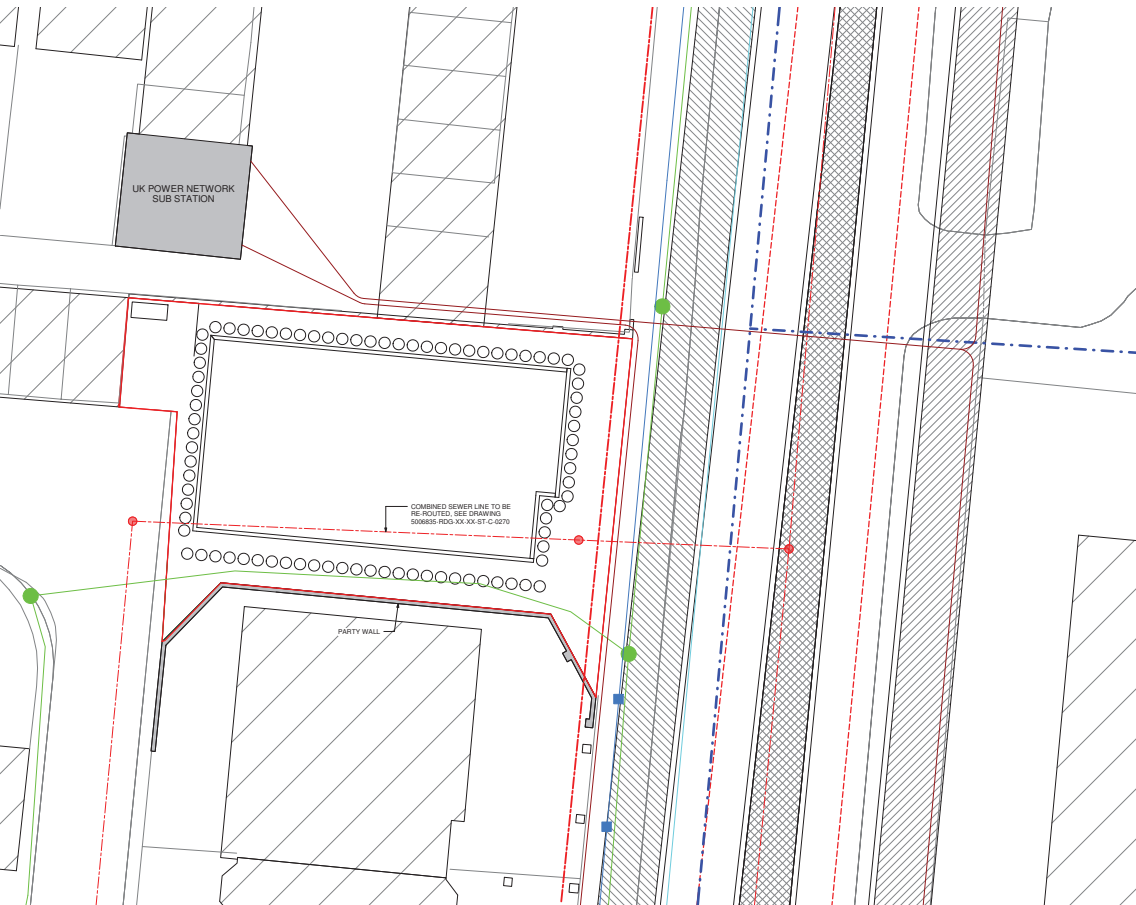 UK POWER NETWORK
SUB STATION
COMBINED SEWER LINE TO BE
RE-ROUTED, SEE DRAWING
5006835-RDG-XX-XX-ST-C-0270
PARTY WALL